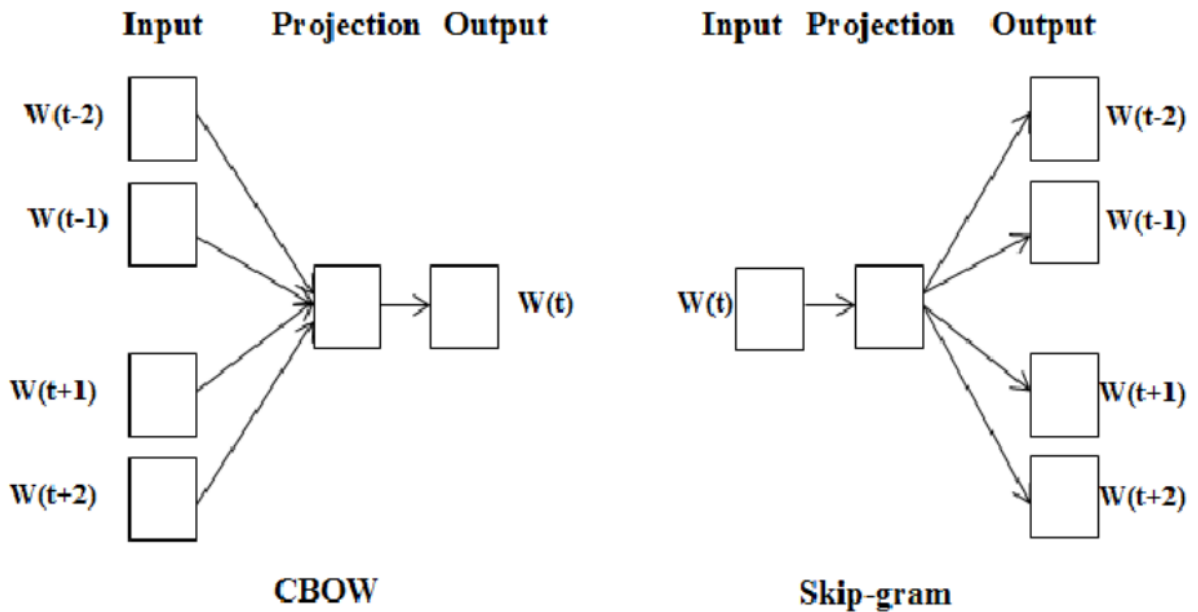 Input Projection Output
W(t-2)
W(t-1)
W(t)
W(t+1)
W(t+2)
CBOW
Input Projection Output
W(t-2)
W(t-1)
W(t)
W(t+1)
W(t+2)
Skip-gram